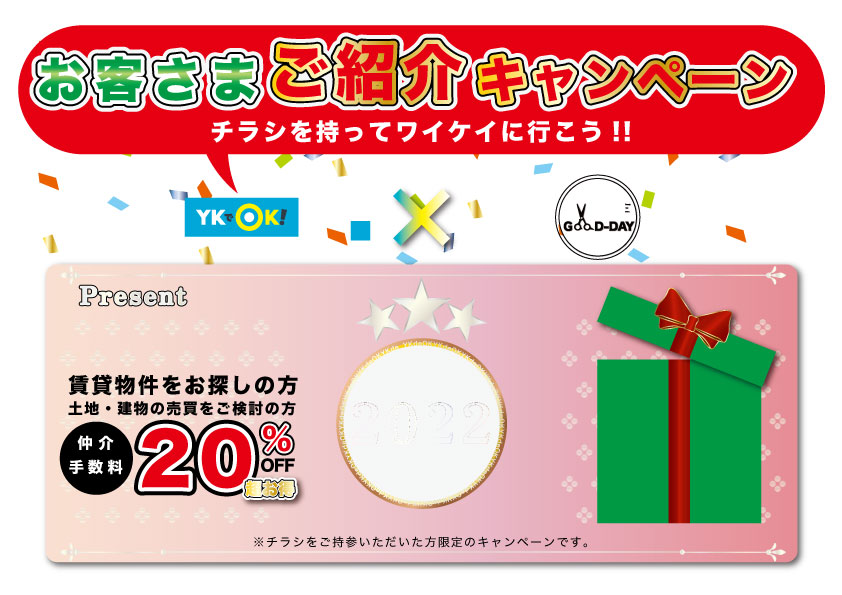 お客さまご紹介キャンペーン
チラシを持ってワイケイに行こう!!
YKでOK!
GOOD-DAY
Present
2022
賃貸物件をお探しの方
土地・建物の売買をご検討の方
仲介手数料
20%OFF
超お得
※チラシをご持参いただいた方限定のキャンペーンです。